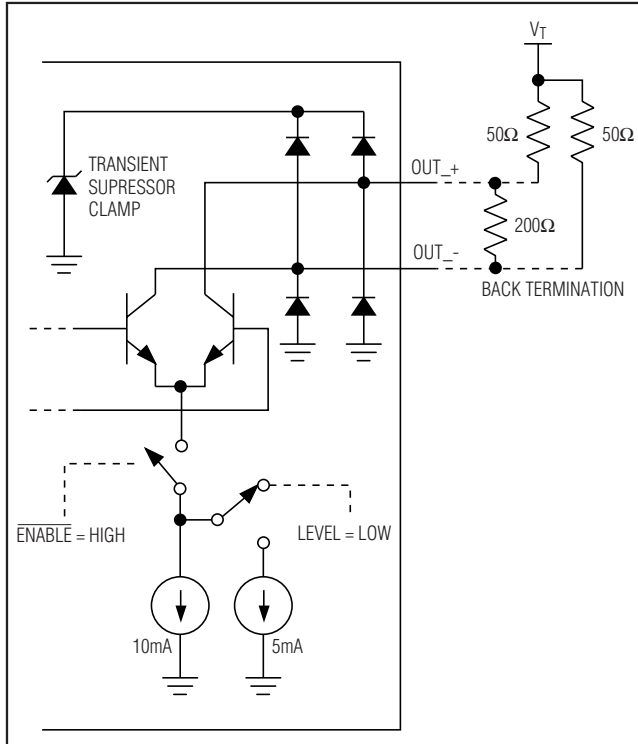 V_T
50Ω
50Ω
TRANSIENT
SUPRESSOR
CLAMP
OUT_+
200Ω
OUT_-
BACK TERMINATION
ENABLE = HIGH
LEVEL = LOW
10mA
5mA